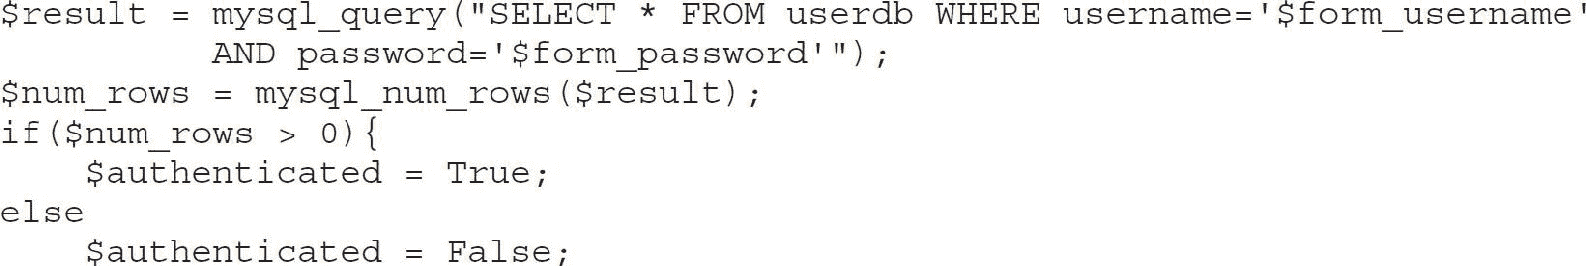 $result = mysql_query("SELECT * FROM userdb WHERE username='$form_username'
AND password='$form_password'");
$num_rows = mysql_num_rows($result);
if($num_rows > 0){
$authenticated = True;
else
$authenticated = False;